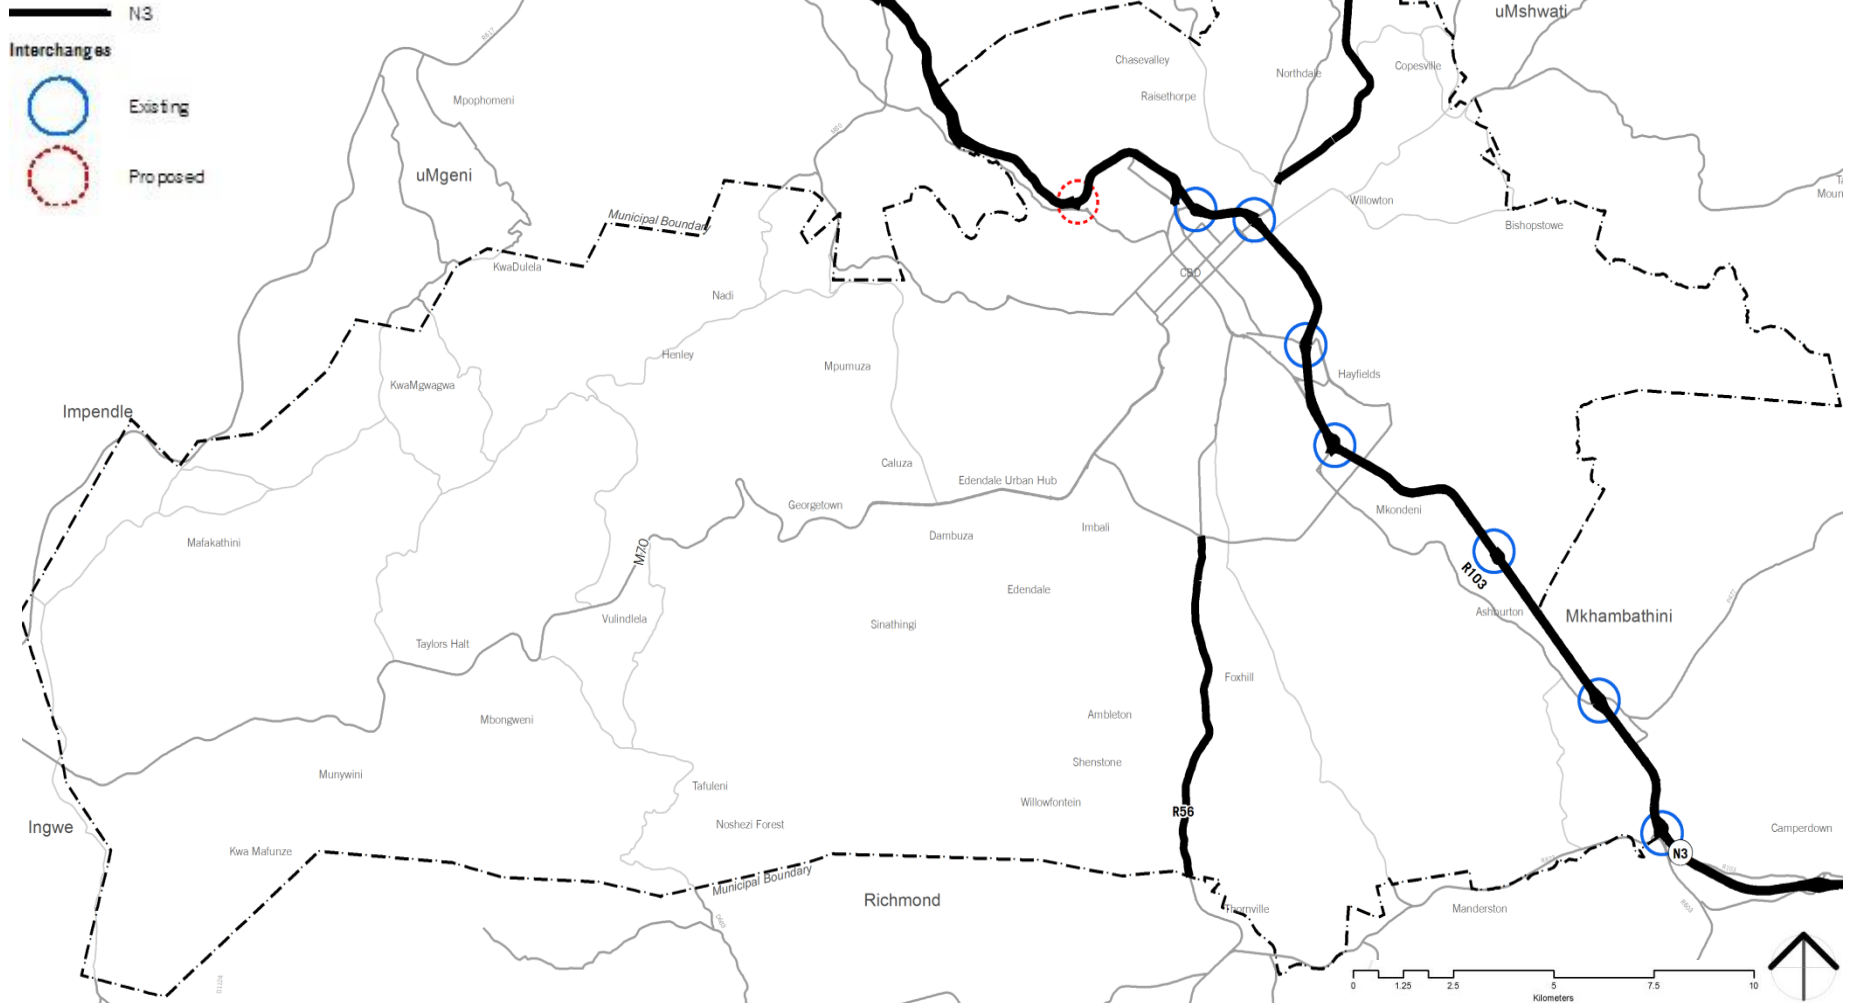 N3
uMshwati
Interchanges
R617
Chasevalley
Northdale
Copesville
Existing
Mpophomeni
Raisethorpe
M80
uMgeni
Proposed
Willowton
Municipal Boundary
Bishopstowe
KwaDulela
CBD
Nadi
Henley
Mpumuza
Hayfields
KwaMgwagwa
Impendle
Caluza
Edendale Urban Hub
Georgetown
Mkondeni
Imbali
Dambuza
Mafakathini
M70
R103
Edendale
Ashburton
Mkhambathini
Vulindlela
Sinathingi
Taylors Halt
Foxhill
Ambleton
Mbongweni
Shenstone
Munywini
Tafuleni
Willowfontein
R56
Noshezi Forest
Ingwe
Camperdown
Kwa Mafunze
N3
Municipal Boundary
Richmond
Thornville
Manderston
0 1.25 2.5 5 7.5 10
Kilometers